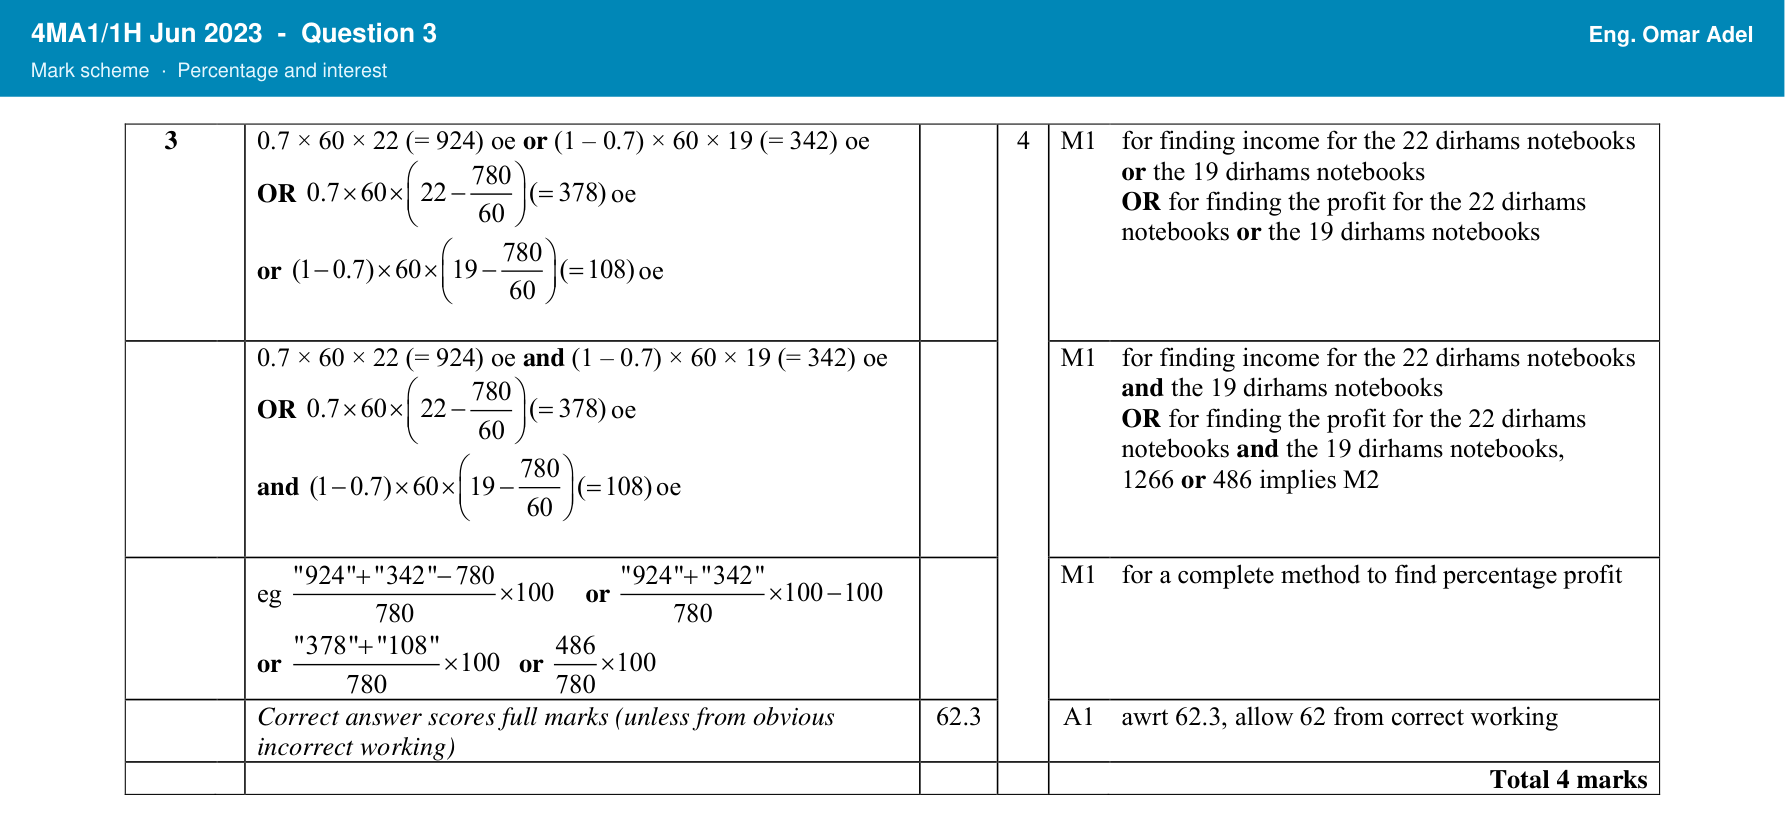 4MA1/1H Jun 2023 - Question 3
Eng. Omar Adel
Mark scheme · Percentage and interest
3
0.7 × 60 × 22 (= 924) oe or (1 – 0.7) × 60 × 19 (= 342) oe
OR 0.7×60×(22−780/60)(=378) oe
or (1−0.7)×60×(19−780/60)(=108) oe
4
M1 for finding income for the 22 dirhams notebooks
or the 19 dirhams notebooks
OR for finding the profit for the 22 dirhams
notebooks or the 19 dirhams notebooks
0.7 × 60 × 22 (= 924) oe and (1 – 0.7) × 60 × 19 (= 342) oe
OR 0.7×60×(22−780/60)(=378) oe
and (1−0.7)×60×(19−780/60)(=108) oe
M1 for finding income for the 22 dirhams notebooks
and the 19 dirhams notebooks
OR for finding the profit for the 22 dirhams
notebooks and the 19 dirhams notebooks,
1266 or 486 implies M2
eg ("924"+"342"−780)/780 ×100 or ("924"+"342")/780 ×100−100
or ("378"+"108")/780 ×100 or 486/780 ×100
M1 for a complete method to find percentage profit
Correct answer scores full marks (unless from obvious
incorrect working)
62.3
A1 awrt 62.3, allow 62 from correct working
Total 4 marks